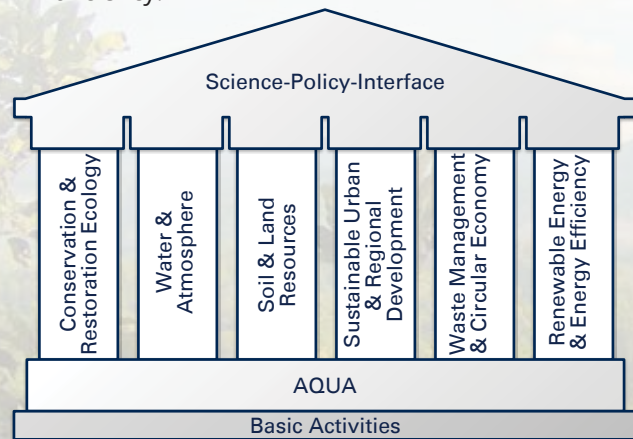 Science-Policy-Interface
Conservation &
Restoration Ecology
Water &
Atmosphere
Soil & Land
Resources
Sustainable Urban
& Regional
Development
Waste Management
& Circular Economy
Renewable Energy
& Energy Efficiency
AQUA
Basic Activities